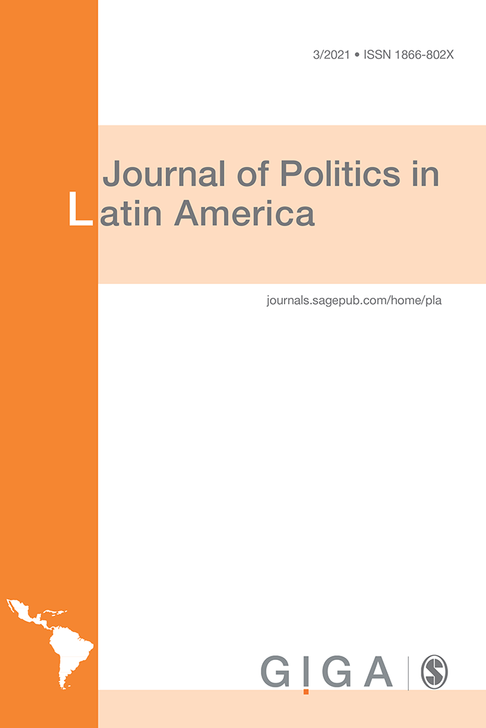 3/2021 • ISSN 1866-802X
Journal of Politics in
Latin America
journals.sagepub.com/home/pla
GIGA
S